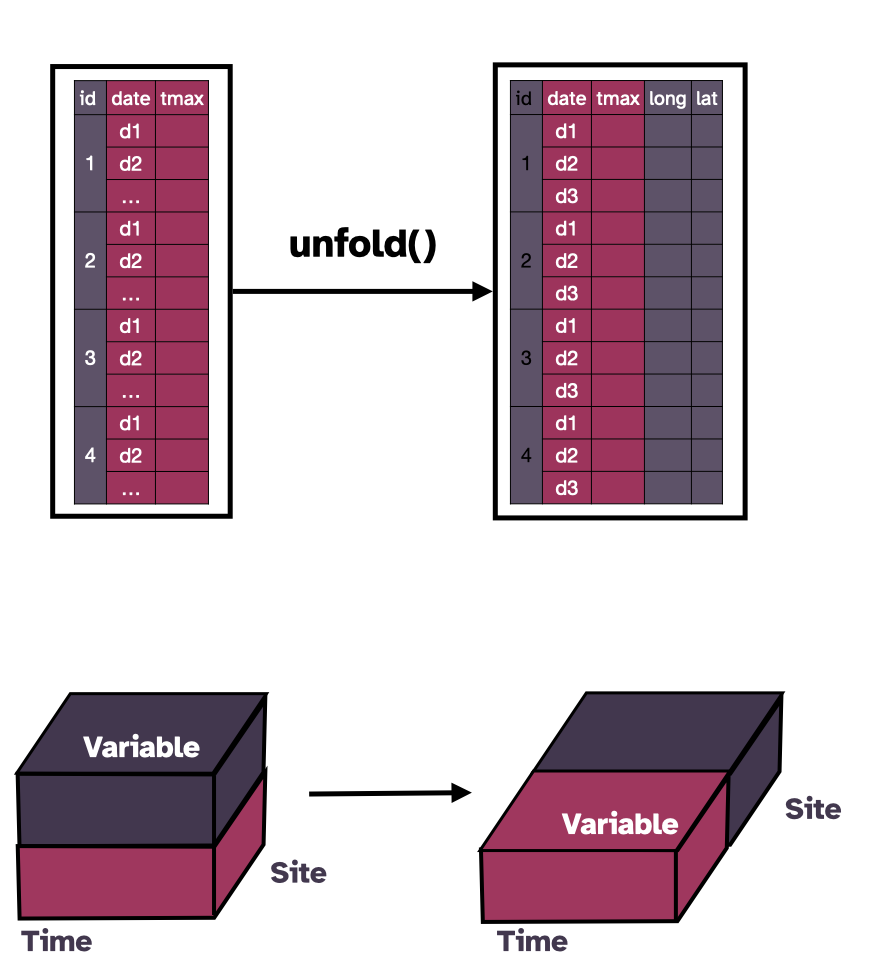 id date tmax
1
d1
d2
...
2
d1
d2
...
3
d1
d2
...
4
d1
d2
...
unfold()
id date tmax long lat
1
d1
d2
d3
2
d1
d2
d3
3
d1
d2
d3
4
d1
d2
d3
Variable
Site
Time
Variable
Site
Time